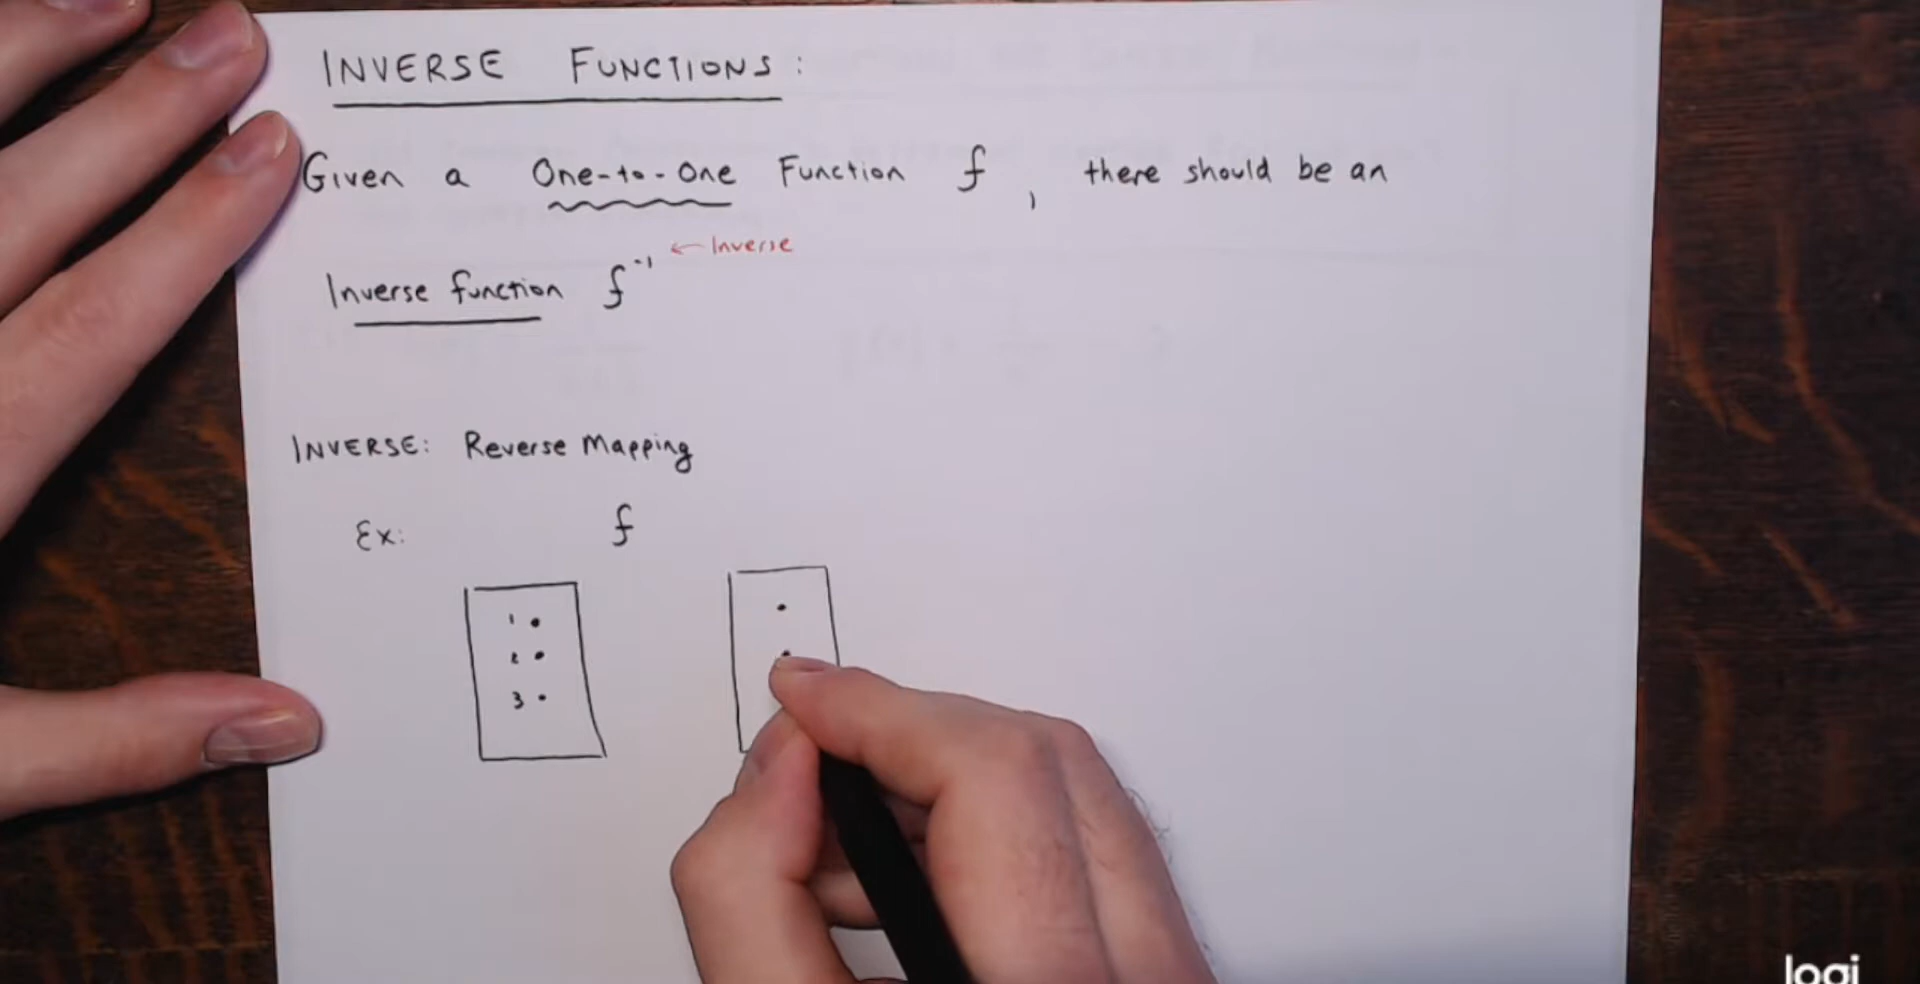 INVERSE FUNCTIONS:
Given a One-to-One Function f, there should be an
Inverse function f⁻¹ ← Inverse
INVERSE: Reverse Mapping
Ex: f
1
2
3
logi